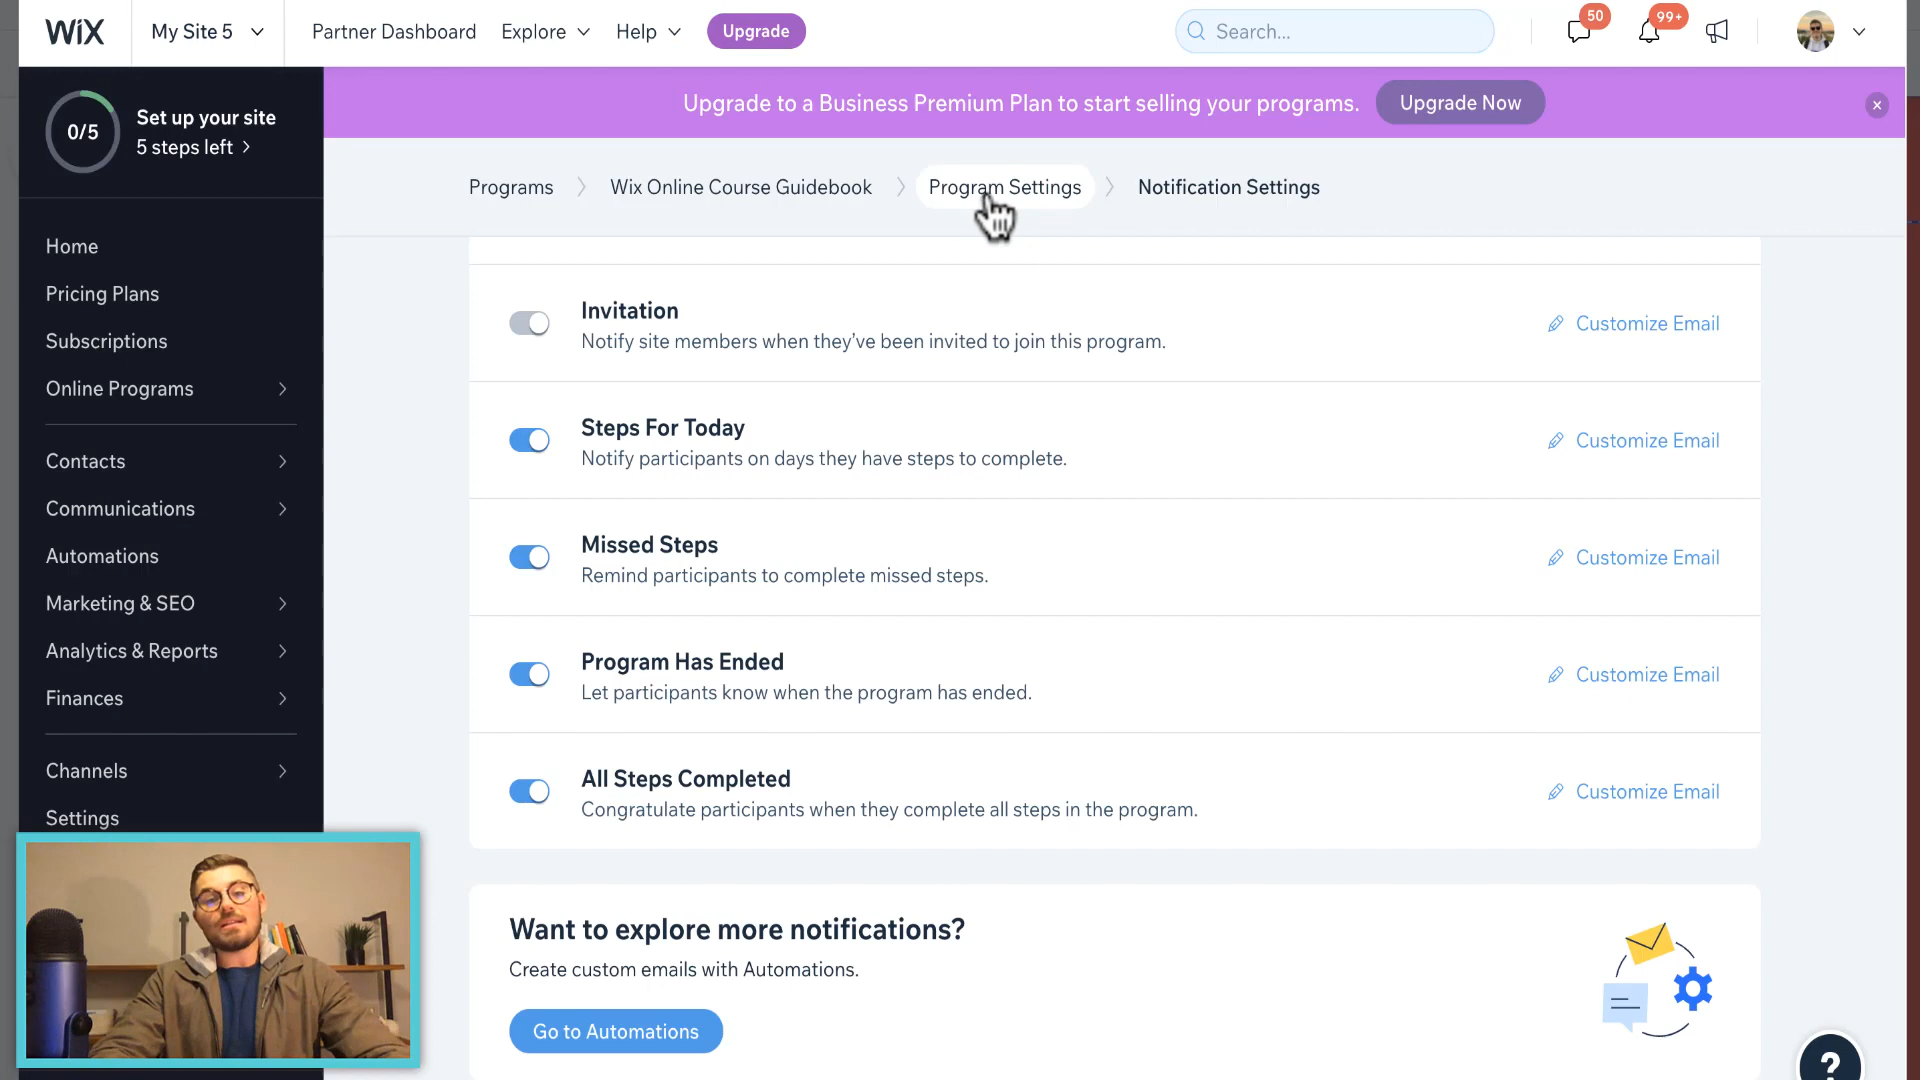 WIX
My Site 5
Partner Dashboard
Explore
Help
Upgrade
Search...
50
99+
0/5
Set up your site
5 steps left
Upgrade to a Business Premium Plan to start selling your programs.
Upgrade Now
Programs
Wix Online Course Guidebook
Program Settings
Notification Settings
Home
Pricing Plans
Subscriptions
Online Programs
Contacts
Communications
Automations
Marketing & SEO
Analytics & Reports
Finances
Channels
Settings
Invitation
Notify site members when they've been invited to join this program.
Customize Email
Steps For Today
Notify participants on days they have steps to complete.
Customize Email
Missed Steps
Remind participants to complete missed steps.
Customize Email
Program Has Ended
Let participants know when the program has ended.
Customize Email
All Steps Completed
Congratulate participants when they complete all steps in the program.
Customize Email
Want to explore more notifications?
Create custom emails with Automations.
Go to Automations
?